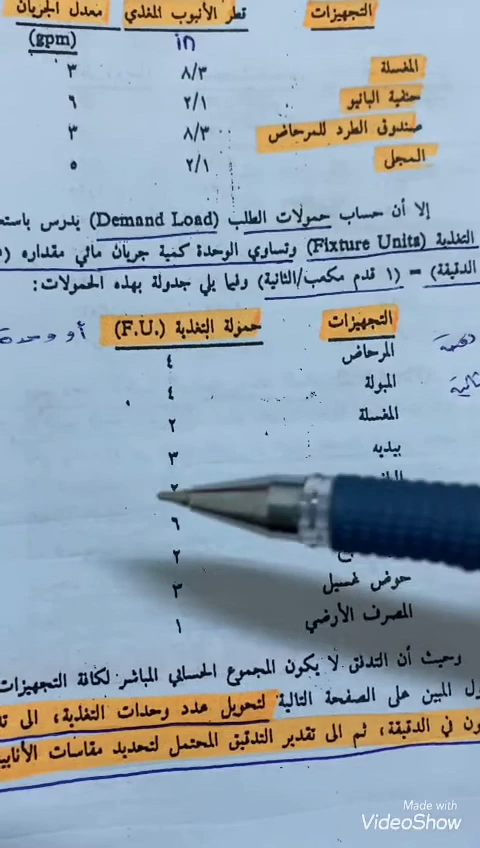 التجهيزات قطر الأنبوب المغذي معدل الجريان
in (gpm)
المغسلة ٨/٣ ٣
حنفية البانيو ٢/١ ٦
صندوق الطرد للمرحاض ٨/٣ ٣
المجلى ٢/١ ٥
إلا أن حساب حمولات الطلب (Demand Load) يدرس
التغذية (Fixture Units) وتساوي الوحدة كمية جريان مائي مقداره
الدقيقة) = (١ قدم مكعب/الثانية) وفيما يلي جدولة بهذه الحمولات:
التجهيزات حمولة التغذية (F.U.) أو وحدة
المرحاض ٤
المبولة ٤
المغسلة ٢
بيديه ٣
٢
٦
٢
حوض غسيل ٣
المصرف الأرضي ١
وحيث أن التدفق لا يكون المجموع الحسابي المباشر لكافة التجهيزات
المبين على الصفحة التالية لتحويل عدد وحدات التغذية، الى
في الدقيقة، ثم الى تقدير التدقيق المحتمل لتحديد مقاسات
Made with
VideoShow